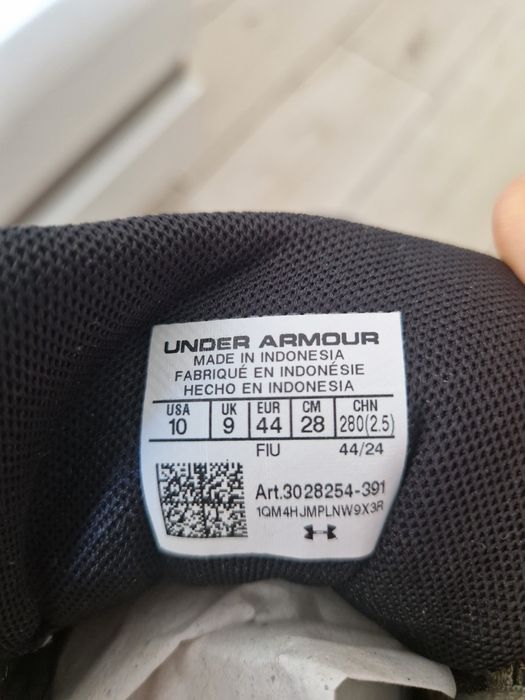 UNDER ARMOUR
MADE IN INDONESIA
FABRIQUÉ EN INDONÉSIE
HECHO EN INDONESIA
USA UK EUR CM CHN
10 9 44 28 280(2.5)
FIU 44/24
Art.3028254-391
1QM4HJMPLNW9X3R